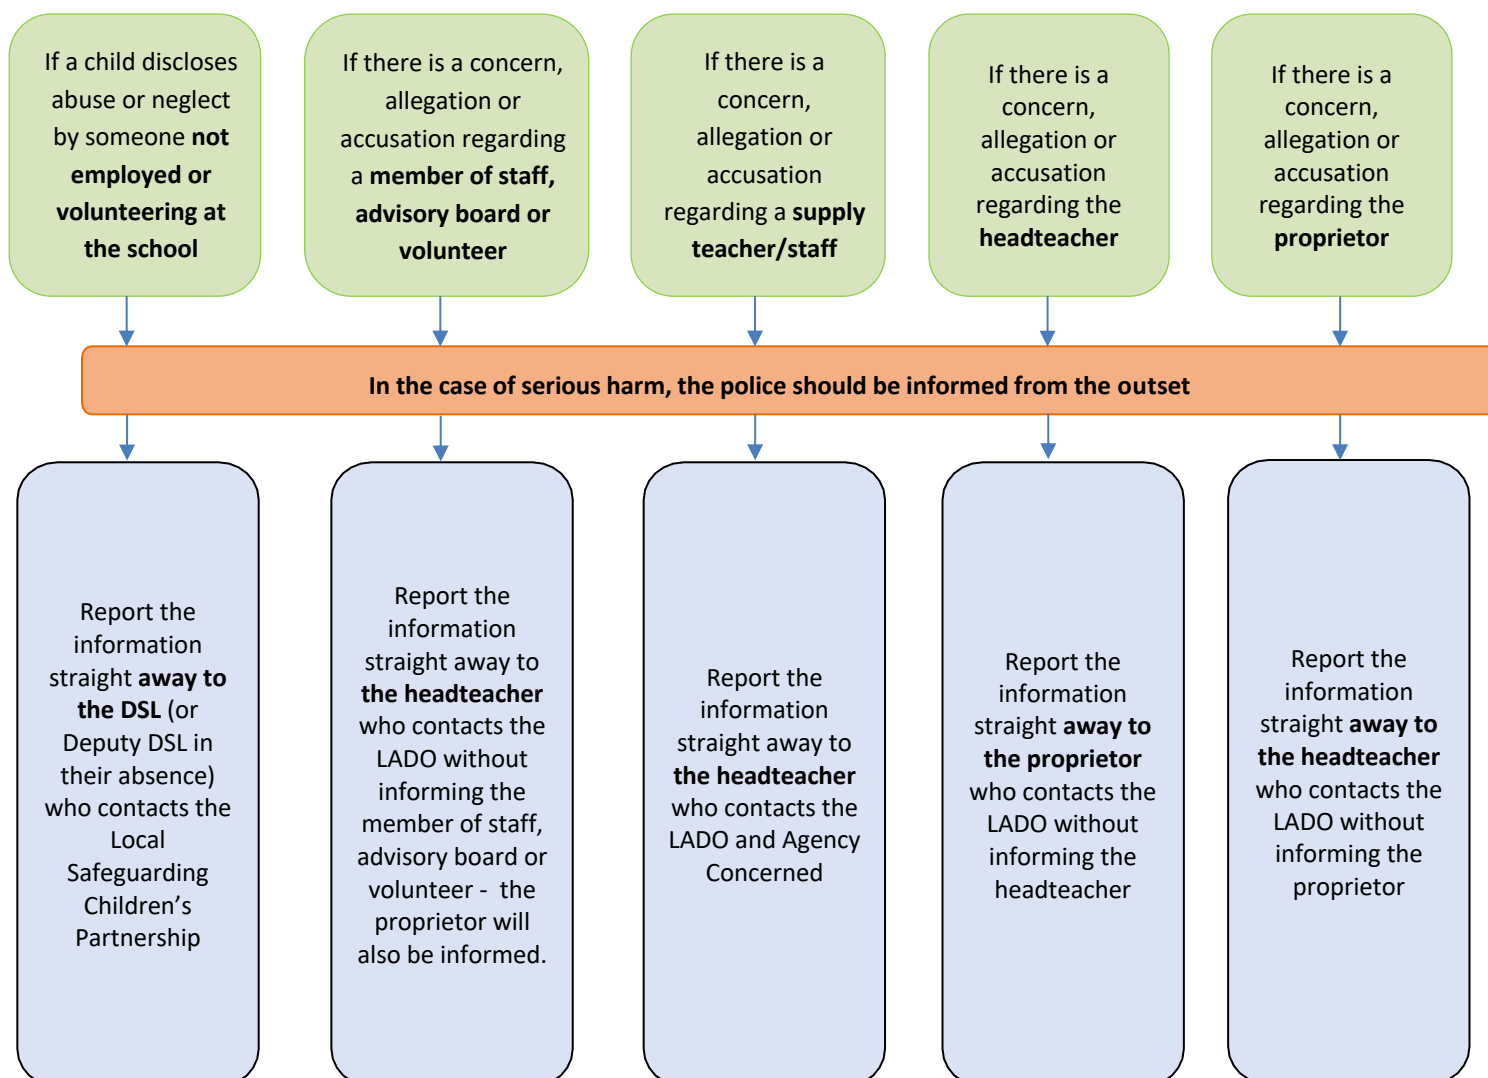 If a child discloses
abuse or neglect
by someone not
employed or
volunteering at
the school
If there is a concern,
allegation or
accusation regarding
a member of staff,
advisory board or
volunteer
If there is a
concern,
allegation or
accusation
regarding a supply
teacher/staff
If there is a
concern,
allegation or
accusation
regarding the
headteacher
If there is a
concern,
allegation or
accusation
regarding the
proprietor
In the case of serious harm, the police should be informed from the outset
Report the
information
straight away to
the DSL (or
Deputy DSL in
their absence)
who contacts the
Local
Safeguarding
Children’s
Partnership
Report the
information
straight away to
the headteacher
who contacts the
LADO without
informing the
member of staff,
advisory board or
volunteer - the
proprietor will
also be informed.
Report the
information
straight away to
the headteacher
who contacts the
LADO and Agency
Concerned
Report the
information
straight away to
the proprietor
who contacts the
LADO without
informing the
headteacher
Report the
information
straight away to
the headteacher
who contacts the
LADO without
informing the
proprietor